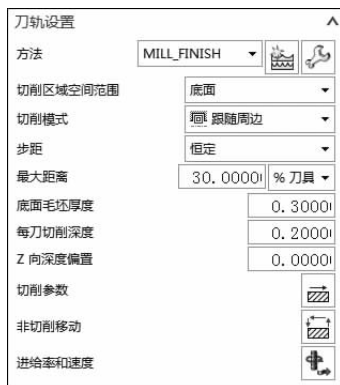 刀轨设置
方法 MILL_FINISH
切削区域空间范围 底面
切削模式 跟随周边
步距 恒定
最大距离 30.0000 % 刀具
底面毛坯厚度 0.3000
每刀切削深度 0.2000
Z 向深度偏置 0.0000
切削参数
非切削移动
进给率和速度